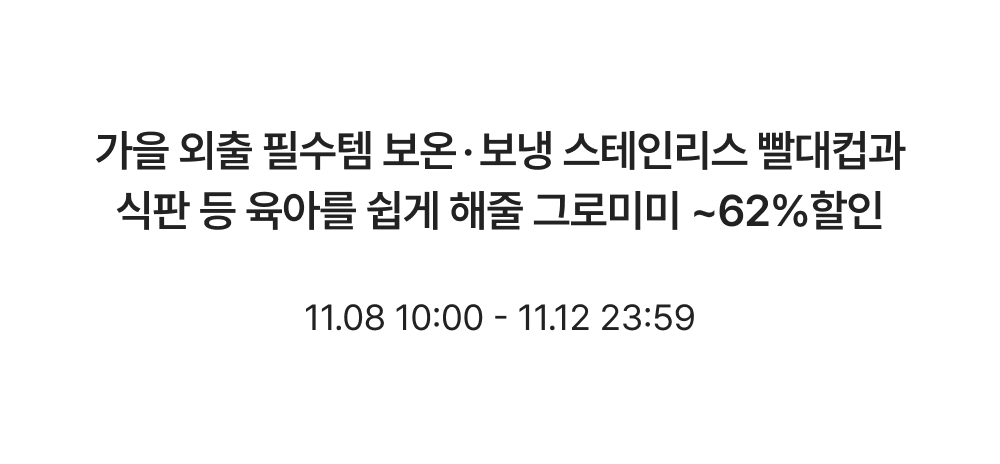 가을 외출 필수템 보온·보냉 스테인리스 빨대컵과
식판 등 육아를 쉽게 해줄 그로미미 ~62%할인
11.08 10:00 - 11.12 23:59